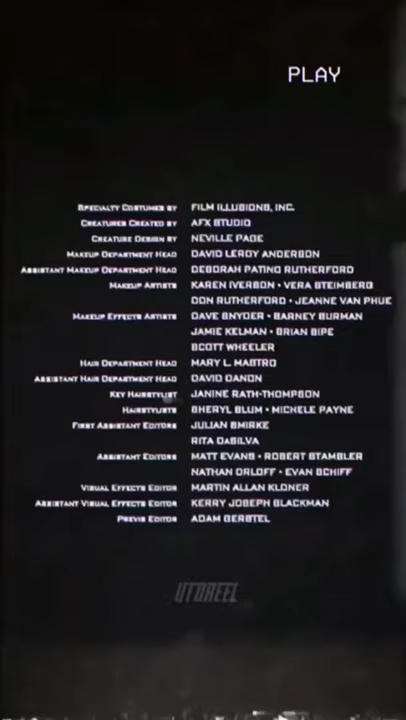 PLAY
SPECIALTY COSTUMES BY FILM ILLUSIONS, INC.
CREATURES CREATED BY AFX STUDIO
CREATURE DESIGN BY NEVILLE PAGE
MAKEUP DEPARTMENT HEAD DAVID LEROY ANDERSON
ASSISTANT MAKEUP DEPARTMENT HEAD DEBORAH PATINO RUTHERFORD
MAKEUP ARTISTS KAREN IVERSON • VERA STEIMBERG
DON RUTHERFORD • JEANNE VAN PHUE
MAKEUP EFFECTS ARTISTS DAVE SNYDER • BARNEY BURMAN
JAMIE KELMAN • BRIAN SIPE
SCOTT WHEELER
HAIR DEPARTMENT HEAD MARY L. MASTRO
ASSISTANT HAIR DEPARTMENT HEAD DAVID DANON
KEY HAIRSTYLIST JANINE RATH-THOMPSON
HAIRSTYLISTS SHERYL BLUM • MICHELE PAYNE
FIRST ASSISTANT EDITORS JULIAN SMIRKE
RITA DASILVA
ASSISTANT EDITORS MATT EVANS • ROBERT STAMBLER
NATHAN ORLOFF • EVAN SCHIFF
VISUAL EFFECTS EDITOR MARTIN ALLAN KLONER
ASSISTANT VISUAL EFFECTS EDITOR KERRY JOSEPH BLACKMAN
PREVIS EDITOR ADAM GERSTEL
UTOREEL